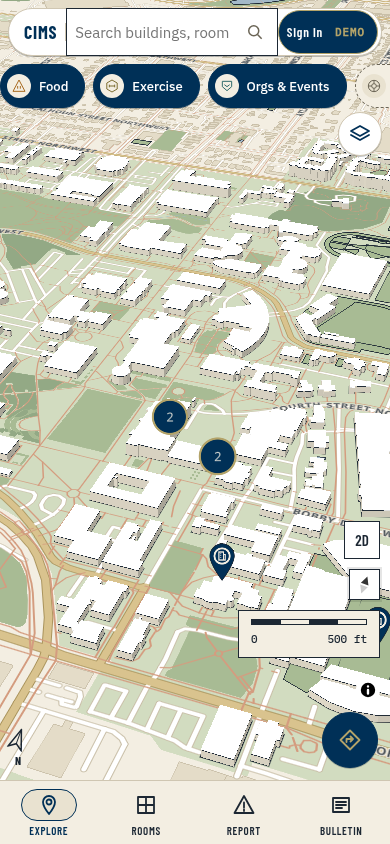 CIMS
Search buildings, room
Sign In DEMO
Food
Exercise
Orgs & Events
2
2
2D
0 500 ft
N
EXPLORE
ROOMS
REPORT
BULLETIN